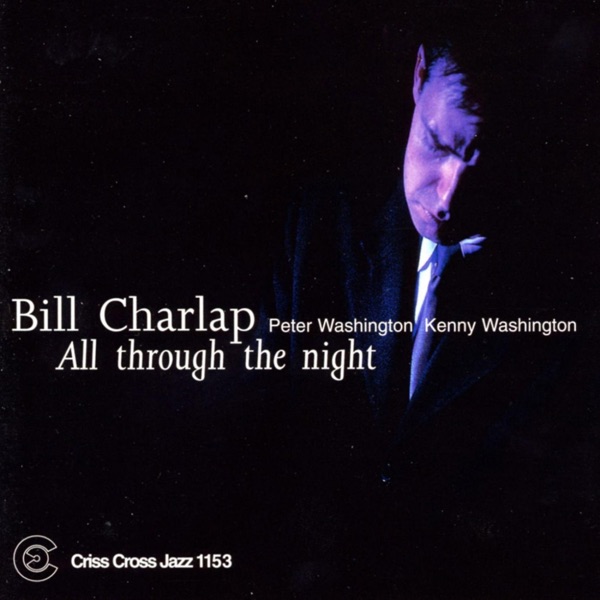 Bill Charlap Peter Washington Kenny Washington
All through the night
Criss Cross Jazz 1153